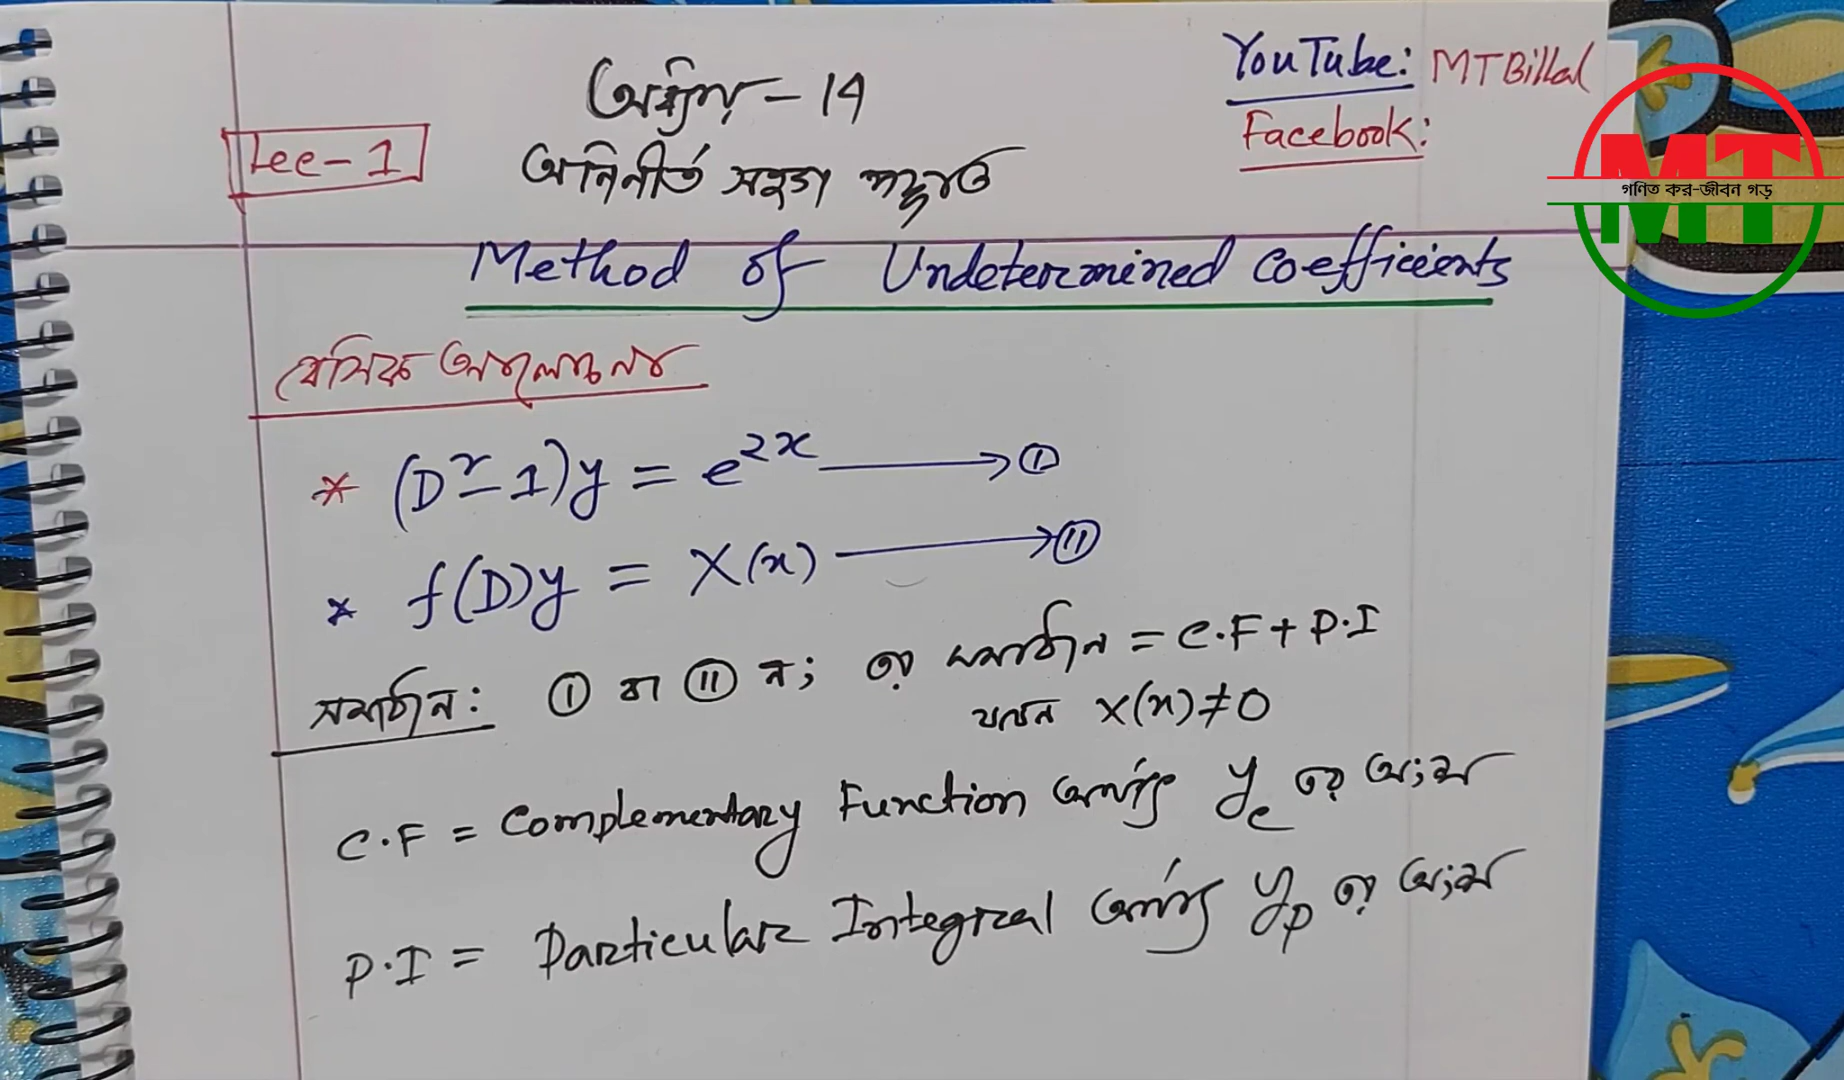 YouTube: MTBillal
অধ্যায় - 14
Facebook:
Lec - 1
MT
গণিত কর-জীবন গড়
অনির্নীত সহগ পদ্ধতি
Method of Undetermined Coefficients
বেসিক আলোচনা
* (D² - 1)y = e^{2x} → (I)
* f(D)y = X(x) → (II)
সমাধান: (I) বা (II) ন; এর সমাধান = C.F + P.I
যখন X(x) ≠ 0
C.F = Complementary Function অর্থাৎ y_c এর অংশ
P.I = Particular Integral অর্থাৎ y_p এর অংশ